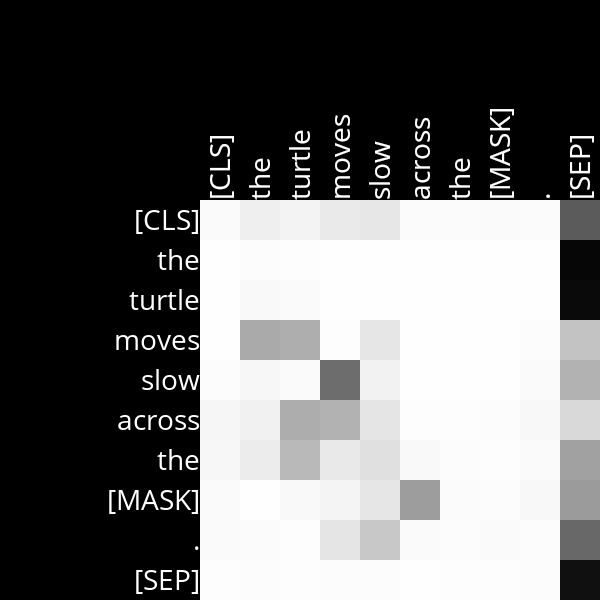 [CLS] the turtle moves slow across the [MASK] . [SEP]
[CLS]
the
turtle
moves
slow
across
the
[MASK]
.
[SEP]